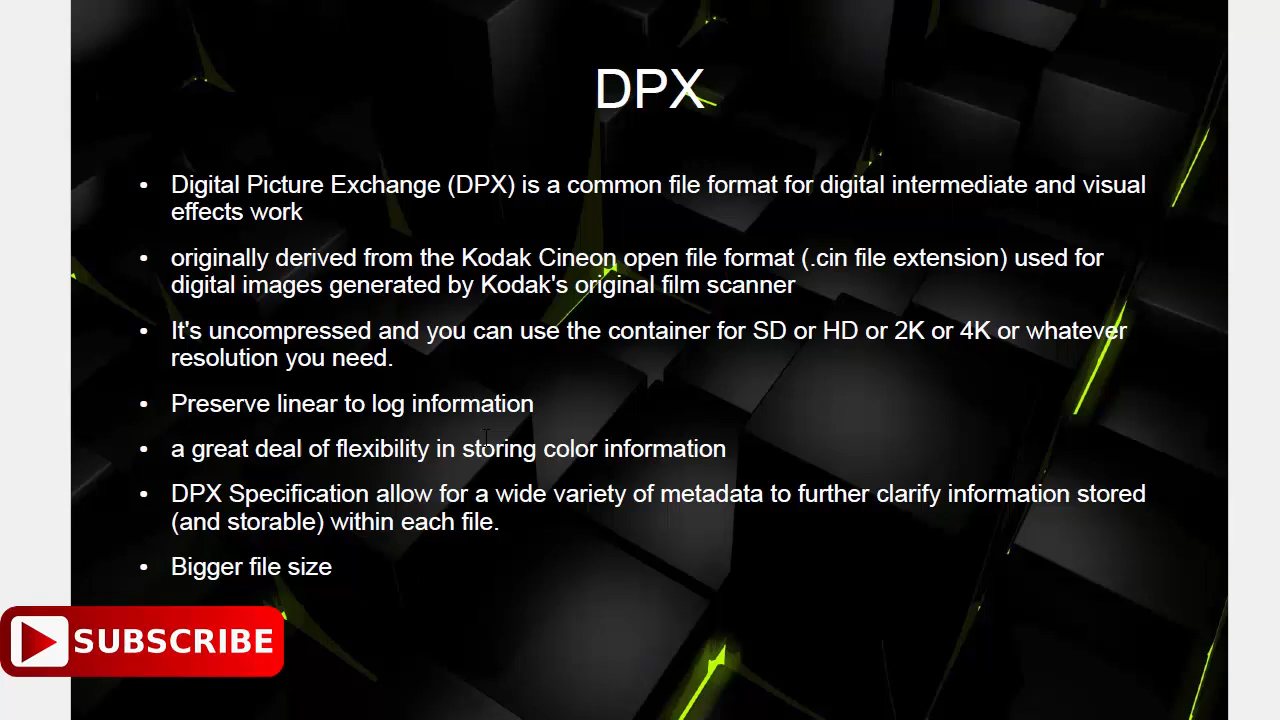 DPX
• Digital Picture Exchange (DPX) is a common file format for digital intermediate and visual
effects work
• originally derived from the Kodak Cineon open file format (.cin file extension) used for
digital images generated by Kodak's original film scanner
• It's uncompressed and you can use the container for SD or HD or 2K or 4K or whatever
resolution you need.
• Preserve linear to log information
• a great deal of flexibility in storing color information
• DPX Specification allow for a wide variety of metadata to further clarify information stored
(and storable) within each file.
• Bigger file size
SUBSCRIBE